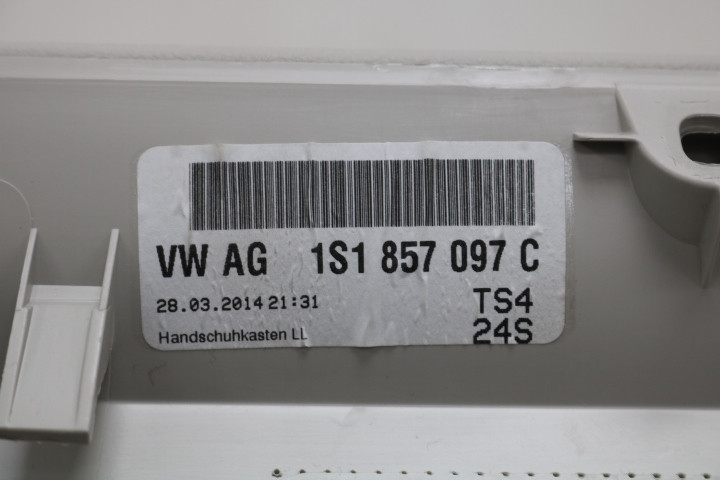 VW AG 1S1 857 097 C
28.03.2014 21:31 TS4
Handschuhkasten LL 24S